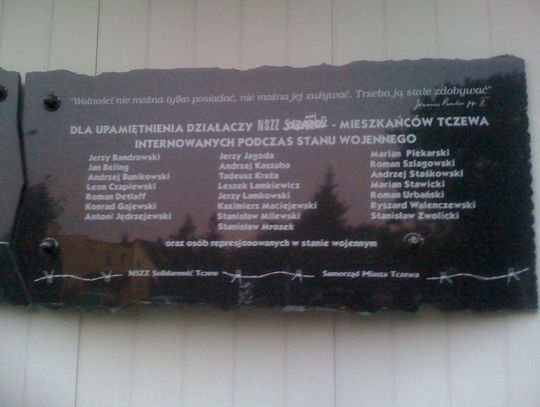 "Wolności nie można tylko posiadać, nie można jej zużywać. Trzeba ją stale zdobywać"
DLA UPAMIĘTNIENIA DZIAŁACZY NSZZ Solidarność - MIESZKAŃCÓW TCZEWA
INTERNOWANYCH PODCZAS STANU WOJENNEGO
Jerzy Bandrowski
Jan Beling
Andrzej Bunikowski
Leon Czapiewski
Roman Detlaff
Konrad Gajewski
Antoni Jędrzejewski
Jerzy Jagoda
Andrzej Kaszuba
Tadeusz Kruża
Leszek Lamkiewicz
Jerzy Lamkowski
Kazimierz Maciejewski
Stanisław Milewski
Stanisław Mrozek
Marian Piekarski
Roman Szlagowski
Andrzej Staśkowski
Marian Stawicki
Roman Urbański
Ryszard Walenczewski
Stanisław Zwolicki
oraz osób represjonowanych w stanie wojennym
NSZZ Solidarność Tczew
Samorząd Miasta Tczewa